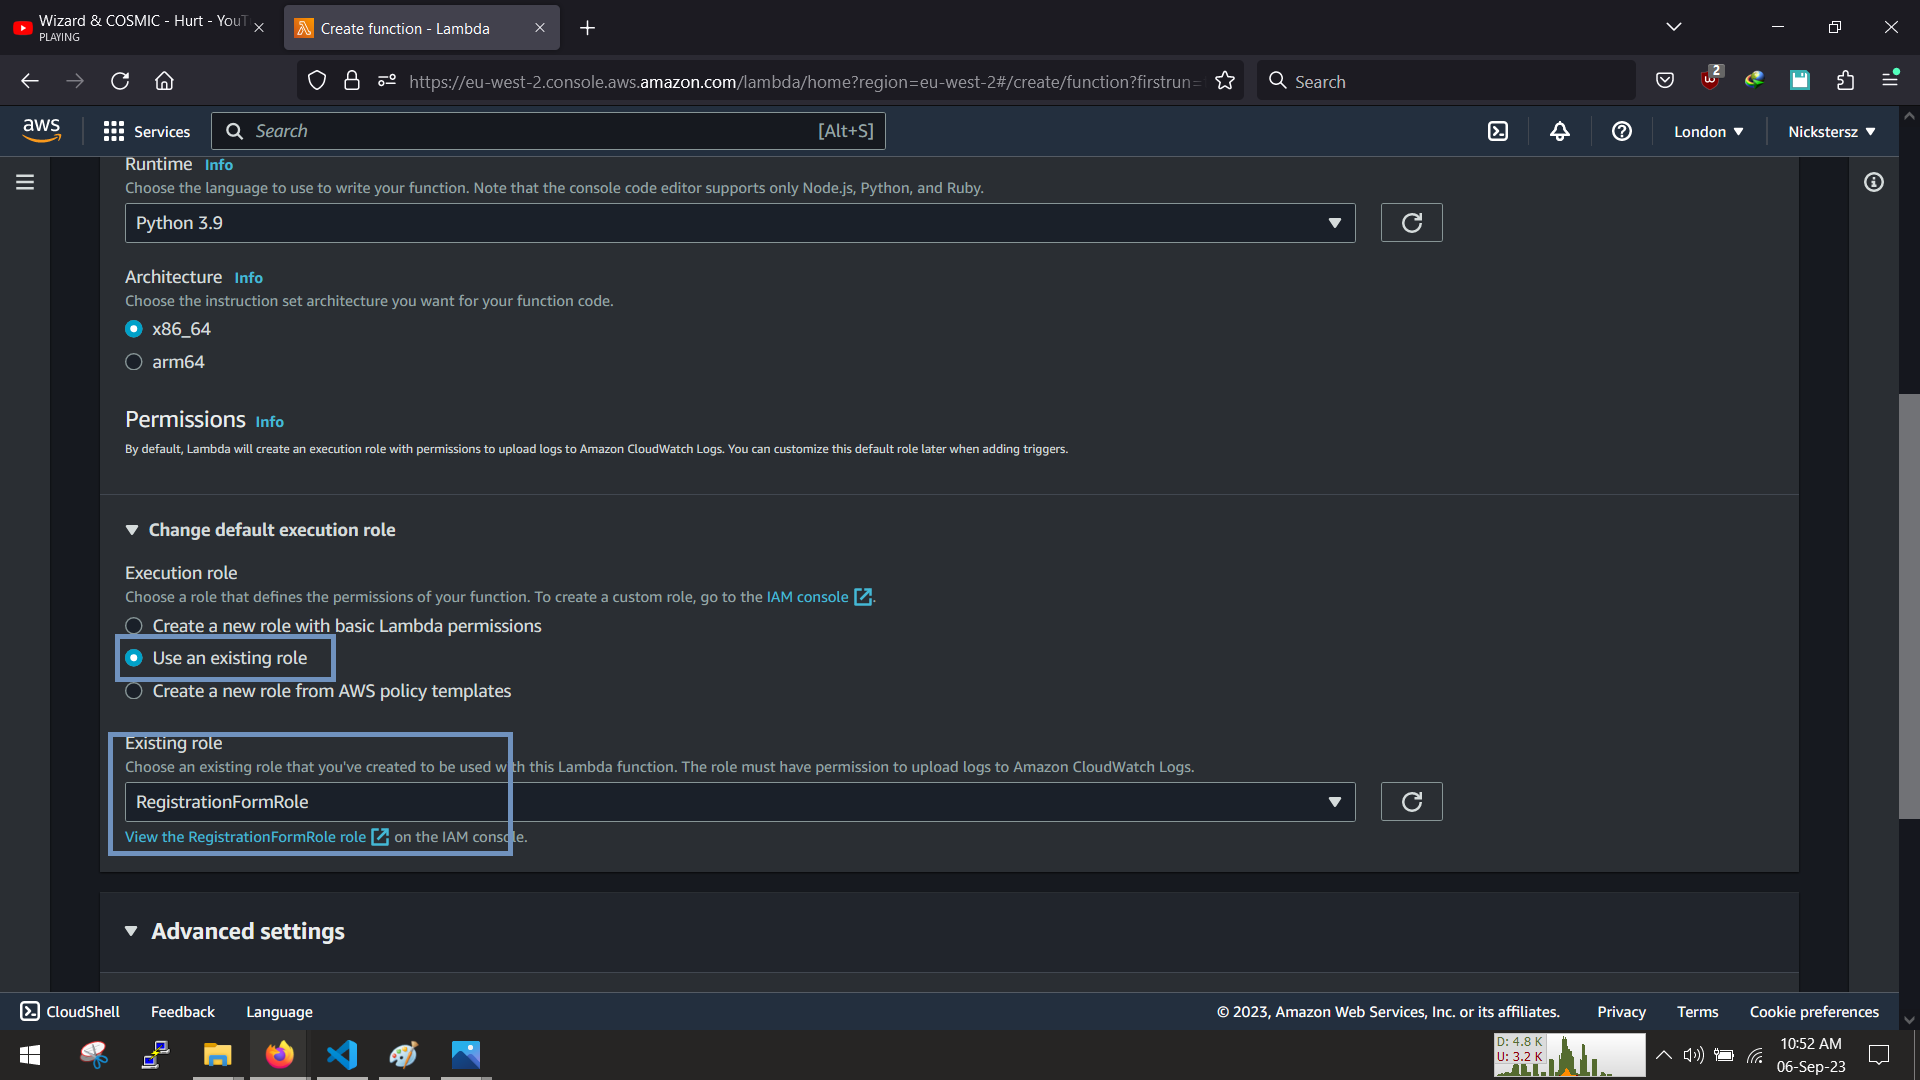 Wizard & COSMIC - Hurt - YouT
PLAYING
Create function - Lambda
https://eu-west-2.console.aws.amazon.com/lambda/home?region=eu-west-2#/create/function?firstrun=
Search
2
aws
Services
Search
[Alt+S]
London
Nickstersz
Runtime Info
Choose the language to use to write your function. Note that the console code editor supports only Node.js, Python, and Ruby.
Python 3.9
Architecture Info
Choose the instruction set architecture you want for your function code.
x86_64
arm64
Permissions Info
By default, Lambda will create an execution role with permissions to upload logs to Amazon CloudWatch Logs. You can customize this default role later when adding triggers.
Change default execution role
Execution role
Choose a role that defines the permissions of your function. To create a custom role, go to the IAM console.
Create a new role with basic Lambda permissions
Use an existing role
Create a new role from AWS policy templates
Existing role
Choose an existing role that you've created to be used with this Lambda function. The role must have permission to upload logs to Amazon CloudWatch Logs.
RegistrationFormRole
View the RegistrationFormRole role on the IAM console.
Advanced settings
CloudShell
Feedback
Language
© 2023, Amazon Web Services, Inc. or its affiliates.
Privacy
Terms
Cookie preferences
D: 4.8 K
U: 3.2 K
10:52 AM
06-Sep-23